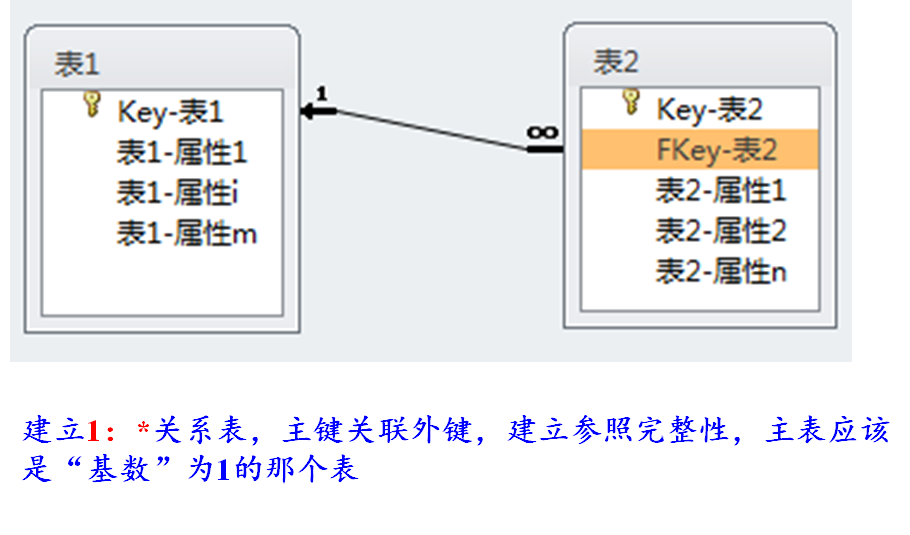 表1
Key-表1
表1-属性1
表1-属性i
表1-属性m
1
∞
表2
Key-表2
FKey-表2
表2-属性1
表2-属性2
表2-属性n
建立1：*关系表，主键关联外键，建立参照完整性，主表应该
是“基数”为1的那个表